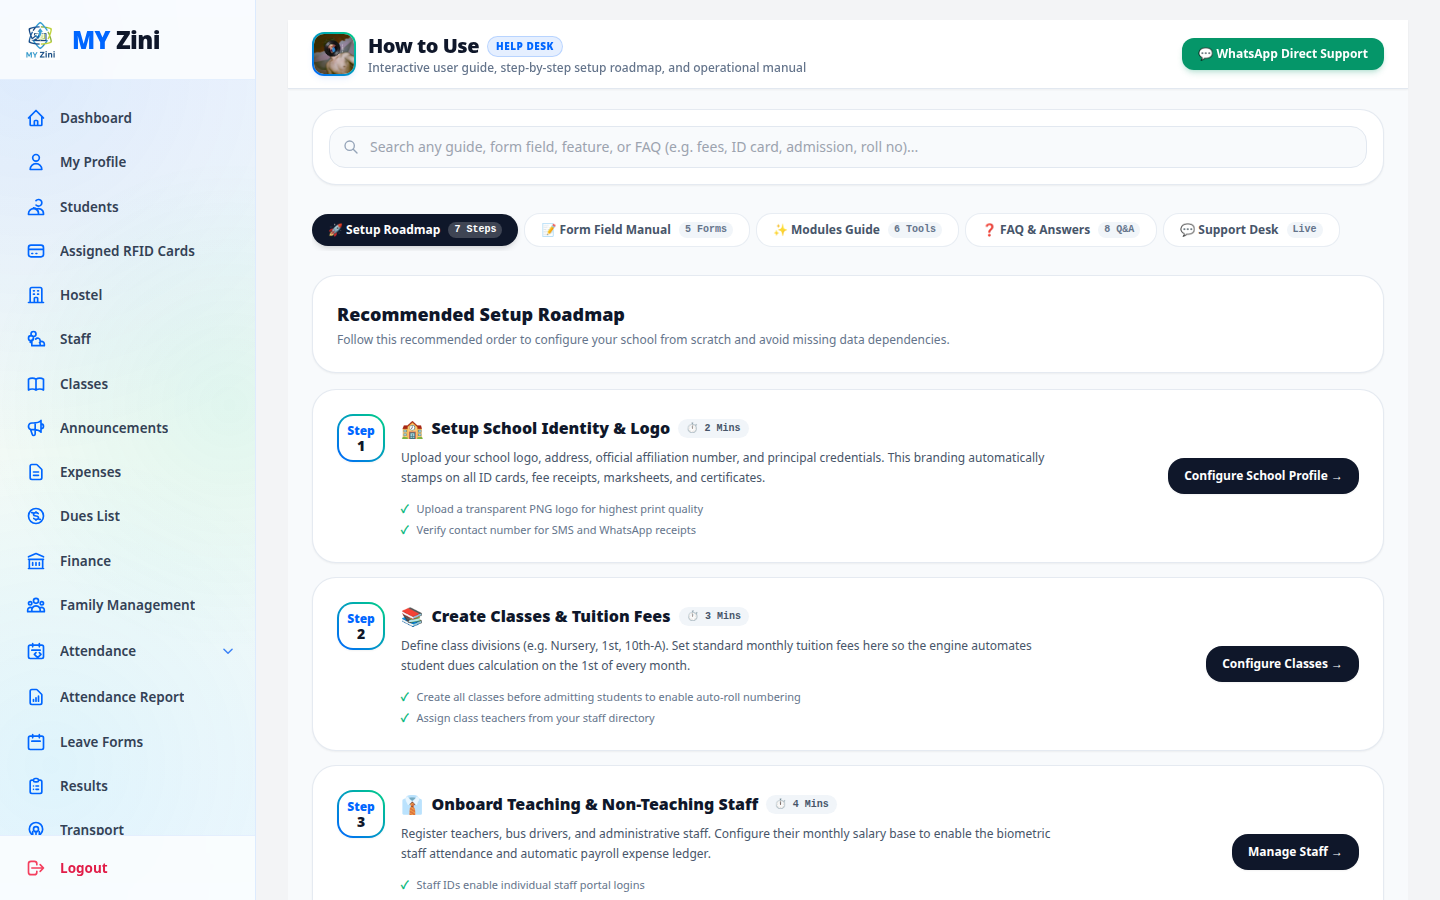 MY Zini
MY Zini
Dashboard
My Profile
Students
Assigned RFID Cards
Hostel
Staff
Classes
Announcements
Expenses
Dues List
Finance
Family Management
Attendance
Attendance Report
Leave Forms
Results
Transport
Logout
How to Use HELP DESK
Interactive user guide, step-by-step setup roadmap, and operational manual
WhatsApp Direct Support
Search any guide, form field, feature, or FAQ (e.g. fees, ID card, admission, roll no)...
Setup Roadmap 7 Steps
Form Field Manual 5 Forms
Modules Guide 6 Tools
FAQ & Answers 8 Q&A
Support Desk Live
Recommended Setup Roadmap
Follow this recommended order to configure your school from scratch and avoid missing data dependencies.
Step
1
Setup School Identity & Logo 2 Mins
Upload your school logo, address, official affiliation number, and principal credentials. This branding automatically
stamps on all ID cards, fee receipts, marksheets, and certificates.
✓ Upload a transparent PNG logo for highest print quality
✓ Verify contact number for SMS and WhatsApp receipts
Configure School Profile →
Step
2
Create Classes & Tuition Fees 3 Mins
Define class divisions (e.g. Nursery, 1st, 10th-A). Set standard monthly tuition fees here so the engine automates
student dues calculation on the 1st of every month.
✓ Create all classes before admitting students to enable auto-roll numbering
✓ Assign class teachers from your staff directory
Configure Classes →
Step
3
Onboard Teaching & Non-Teaching Staff 4 Mins
Register teachers, bus drivers, and administrative staff. Configure their monthly salary base to enable the biometric
staff attendance and automatic payroll expense ledger.
✓ Staff IDs enable individual staff portal logins
Manage Staff →